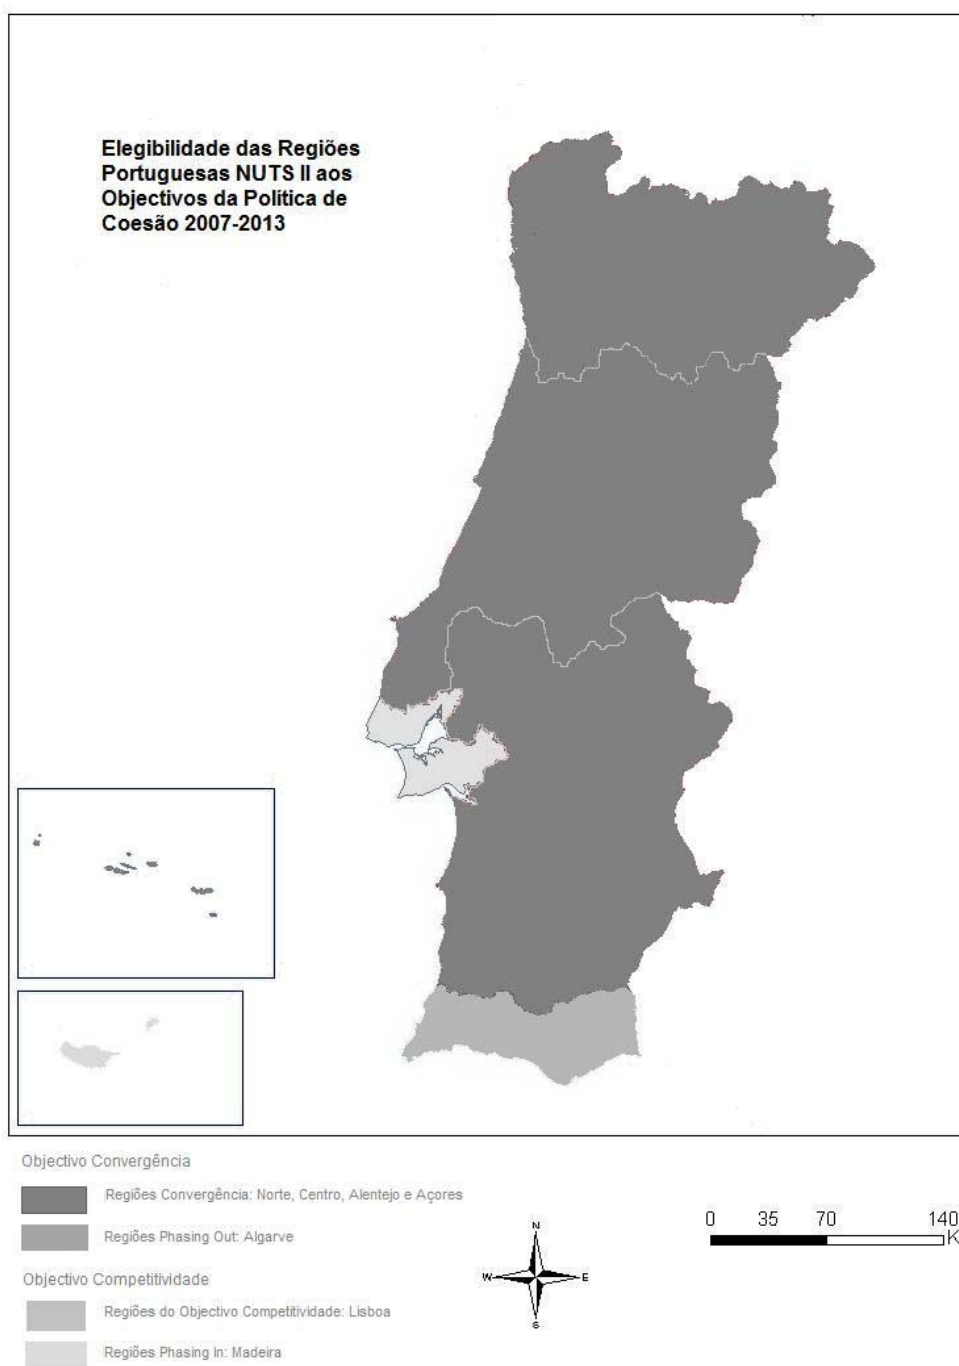 Elegibilidade das Regiões
Portuguesas NUTS II aos
Objectivos da Política de
Coesão 2007-2013
Objectivo Convergência
Regiões Convergência: Norte, Centro, Alentejo e Açores
Regiões Phasing Out: Algarve
Objectivo Competitividade
Regiões do Objectivo Competitividade: Lisboa
Regiões Phasing In: Madeira
N
W E
S
0 35 70 140
K